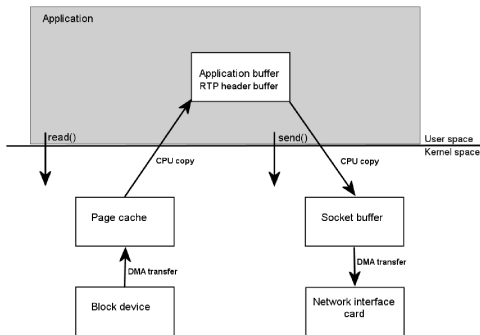 Application
Application buffer
RTP header buffer
read()
send()
User space
Kernel space
CPU copy
CPU copy
Page cache
Socket buffer
DMA transfer
DMA transfer
Block device
Network interface
card